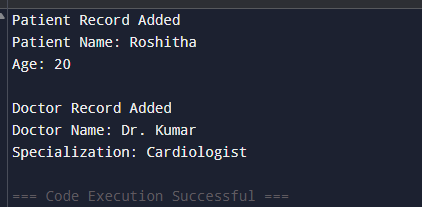 Patient Record Added
Patient Name: Roshitha
Age: 20
Doctor Record Added
Doctor Name: Dr. Kumar
Specialization: Cardiologist
=== Code Execution Successful ===